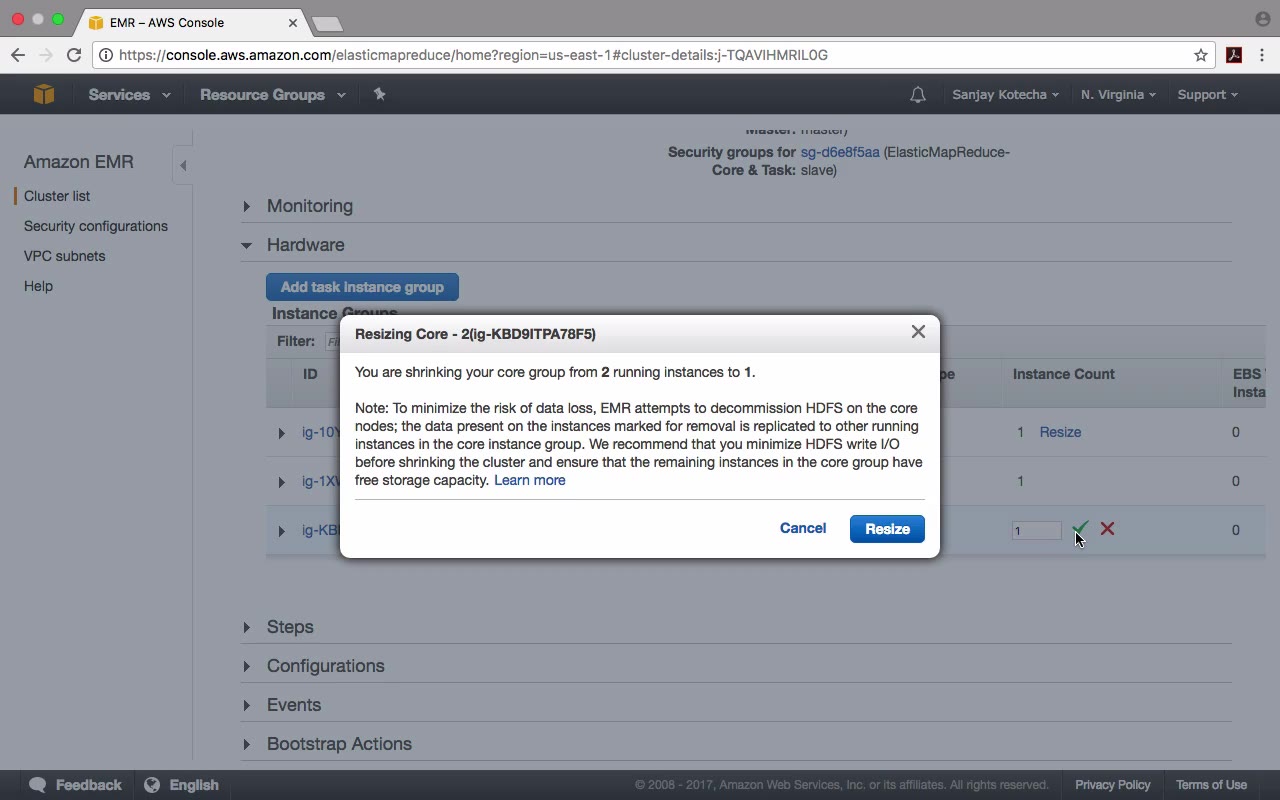 EMR – AWS Console
https://console.aws.amazon.com/elasticmapreduce/home?region=us-east-1#cluster-details:j-TQAVIHMRIL0G
Services
Resource Groups
Sanjay Kotecha
N. Virginia
Support
Amazon EMR
Cluster list
Security configurations
VPC subnets
Help
Master: master)
Security groups for sg-d6e8f5aa (ElasticMapReduce-
Core & Task: slave)
Monitoring
Hardware
Add task instance group
Instance Groups
Filter:
ID
Instance Count
EBS
Insta
ig-10Y
1 Resize
0
ig-1X
1
0
ig-KB
1
0
Resizing Core - 2(ig-KBD9ITPA78F5)
You are shrinking your core group from 2 running instances to 1.
Note: To minimize the risk of data loss, EMR attempts to decommission HDFS on the core
nodes; the data present on the instances marked for removal is replicated to other running
instances in the core instance group. We recommend that you minimize HDFS write I/O
before shrinking the cluster and ensure that the remaining instances in the core group have
free storage capacity. Learn more
Cancel
Resize
Steps
Configurations
Events
Bootstrap Actions
Feedback
English
© 2008 - 2017, Amazon Web Services, Inc. or its affiliates. All rights reserved.
Privacy Policy
Terms of Use